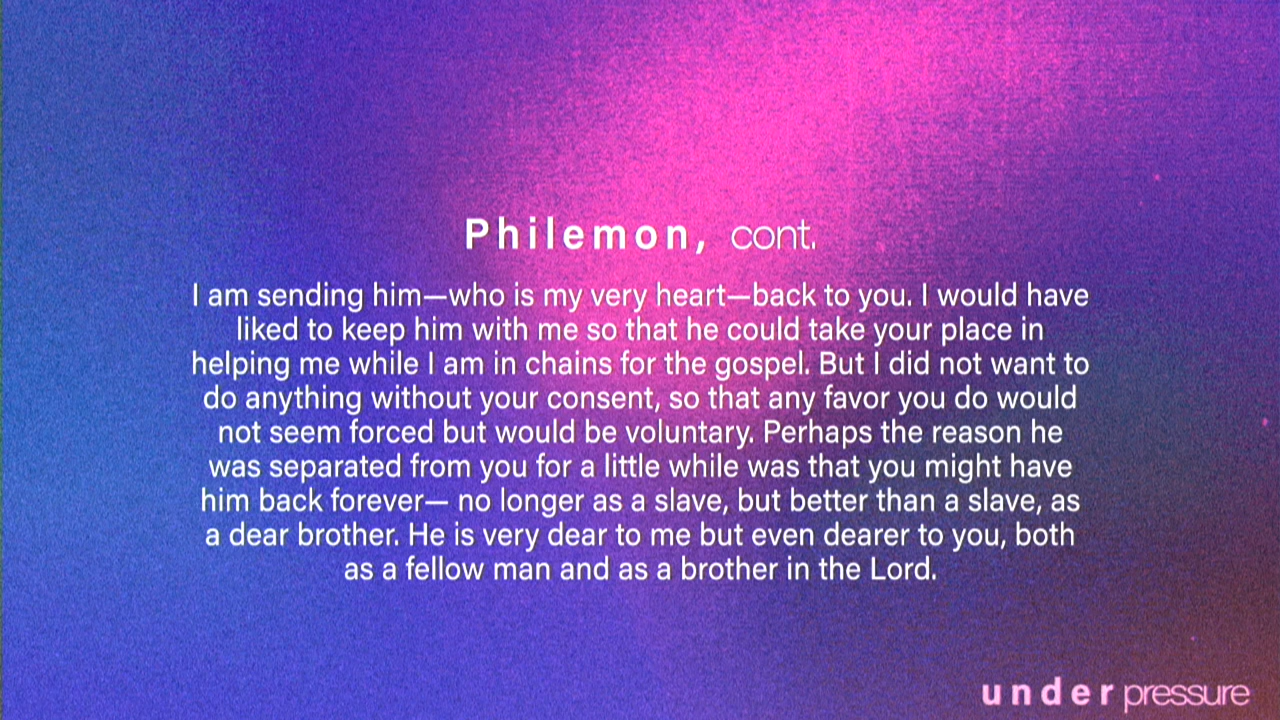 Philemon, cont.
I am sending him—who is my very heart—back to you. I would have
liked to keep him with me so that he could take your place in
helping me while I am in chains for the gospel. But I did not want to
do anything without your consent, so that any favor you do would
not seem forced but would be voluntary. Perhaps the reason he
was separated from you for a little while was that you might have
him back forever— no longer as a slave, but better than a slave, as
a dear brother. He is very dear to me but even dearer to you, both
as a fellow man and as a brother in the Lord.
under pressure